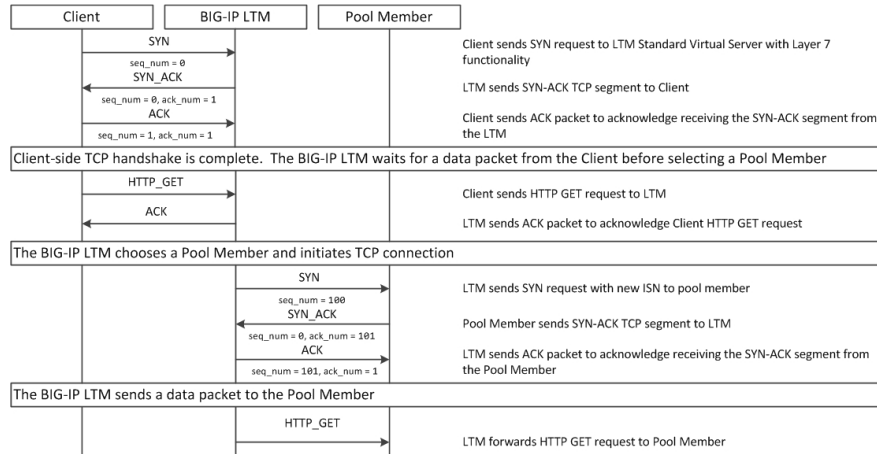 Client
BIG-IP LTM
Pool Member
SYN
Client sends SYN request to LTM Standard Virtual Server with Layer 7
functionality
seq_num = 0
SYN_ACK
LTM sends SYN-ACK TCP segment to Client
seq_num = 0, ack_num = 1
ACK
Client sends ACK packet to acknowledge receiving the SYN-ACK segment from
the LTM
seq_num = 1, ack_num = 1
Client-side TCP handshake is complete. The BIG-IP LTM waits for a data packet from the Client before selecting a Pool Member
HTTP_GET
Client sends HTTP GET request to LTM
ACK
LTM sends ACK packet to acknowledge Client HTTP GET request
The BIG-IP LTM chooses a Pool Member and initiates TCP connection
SYN
LTM sends SYN request with new ISN to pool member
seq_num = 100
SYN_ACK
Pool Member sends SYN-ACK TCP segment to LTM
seq_num = 0, ack_num = 101
ACK
LTM sends ACK packet to acknowledge receiving the SYN-ACK segment from
the Pool Member
seq_num = 101, ack_num = 1
The BIG-IP LTM sends a data packet to the Pool Member
HTTP_GET
LTM forwards HTTP GET request to Pool Member